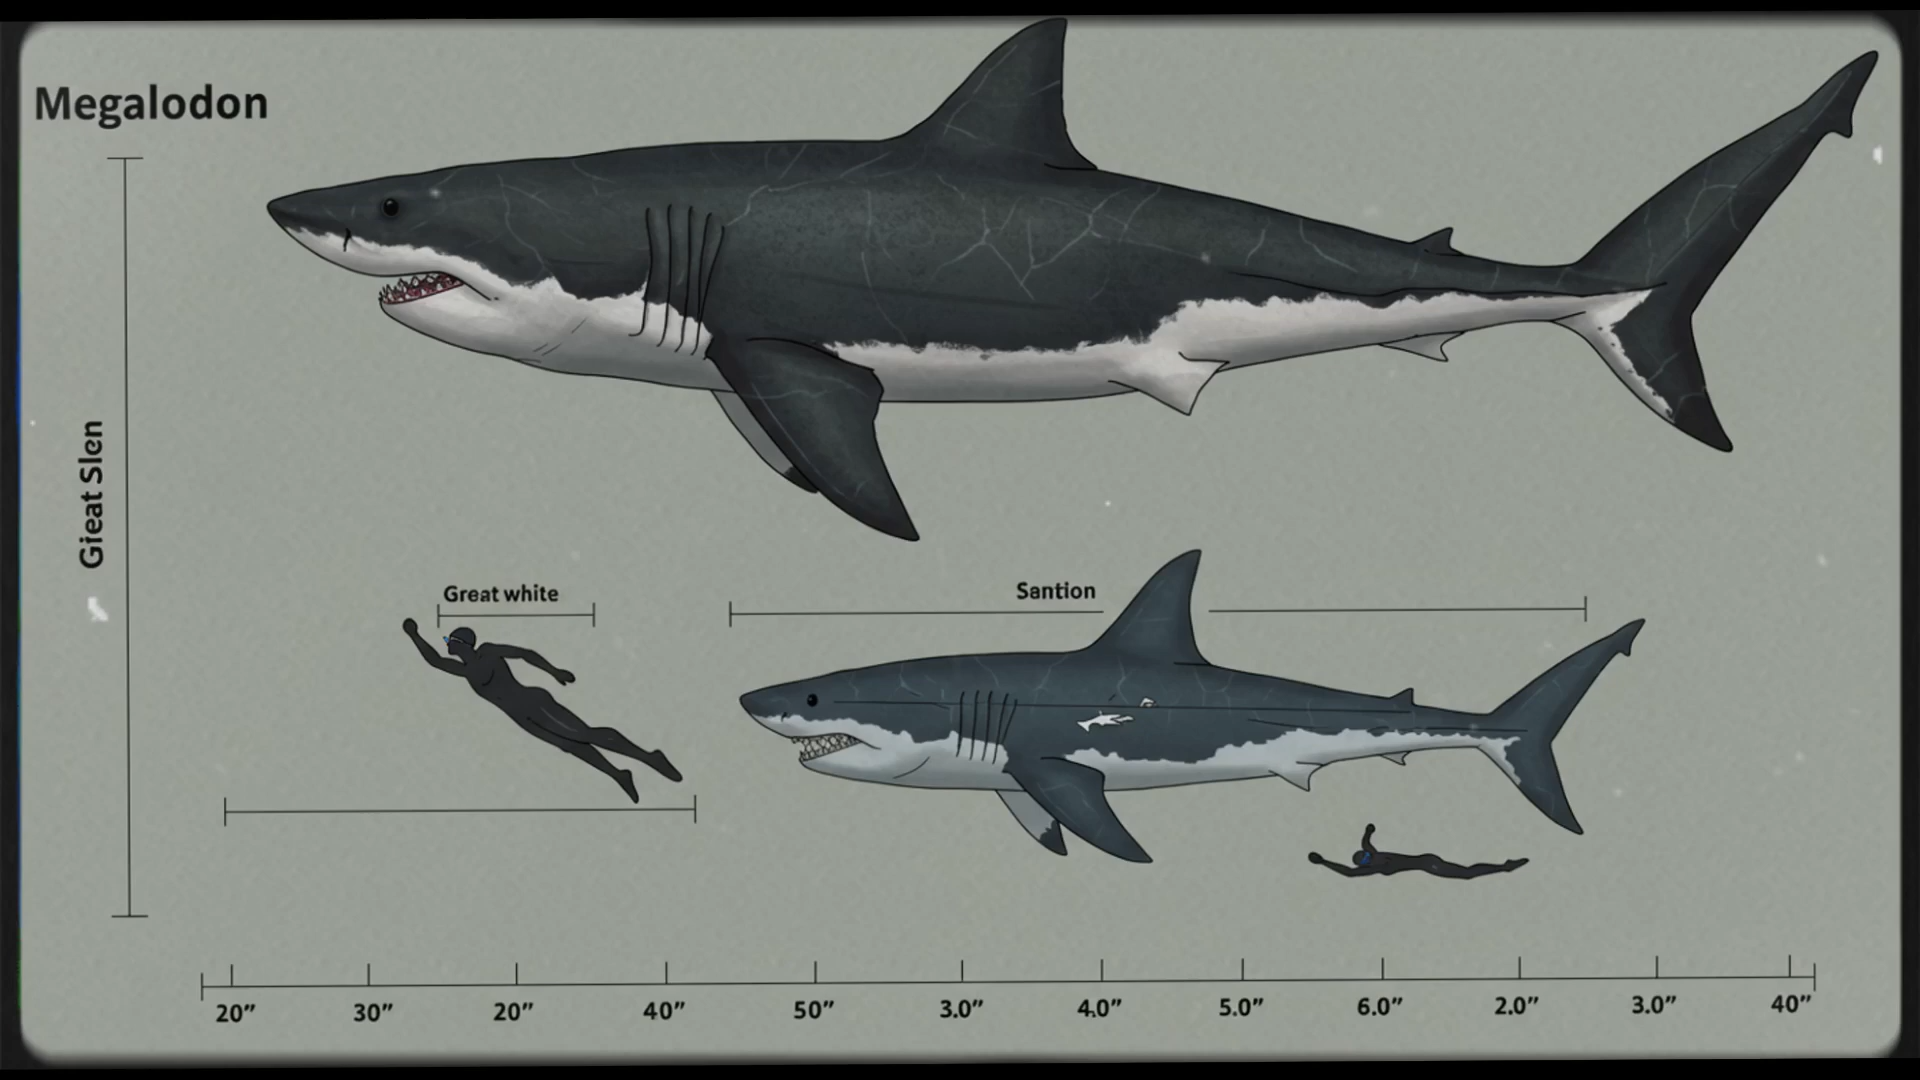 Megalodon
Gieat Slen
Great white
Santion
20” 30” 20” 40” 50” 3.0” 4.0” 5.0” 6.0” 2.0” 3.0” 40”